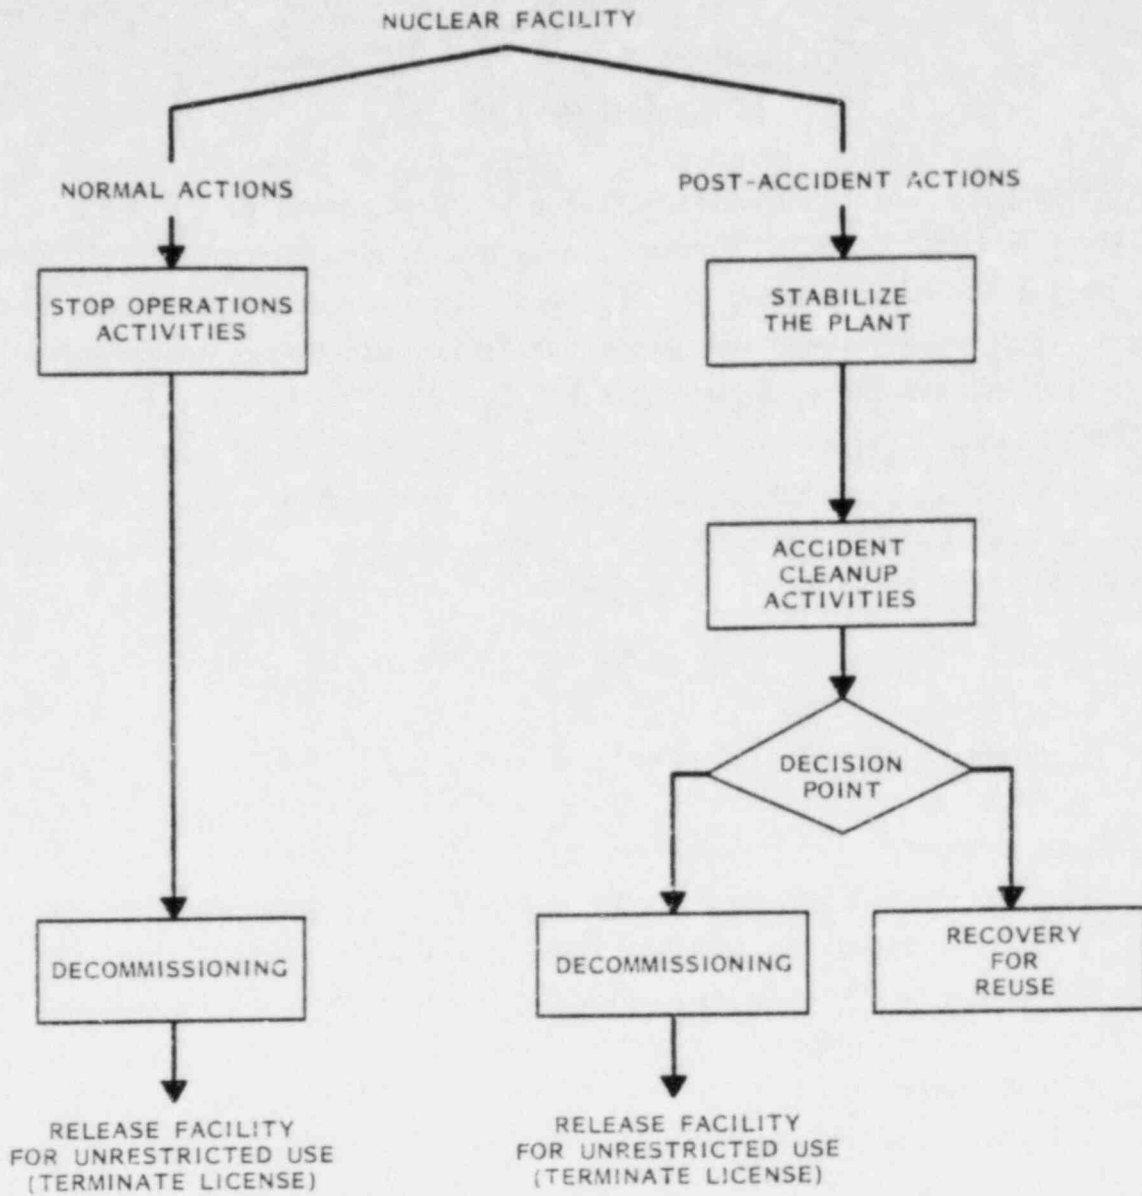 NUCLEAR FACILITY
NORMAL ACTIONS
STOP OPERATIONS
ACTIVITIES
DECOMMISSIONING
RELEASE FACILITY
FOR UNRESTRICTED USE
(TERMINATE LICENSE)
POST-ACCIDENT ACTIONS
STABILIZE
THE PLANT
ACCIDENT
CLEANUP
ACTIVITIES
DECISION
POINT
DECOMMISSIONING
RELEASE FACILITY
FOR UNRESTRICTED USE
(TERMINATE LICENSE)
RECOVERY
FOR
REUSE